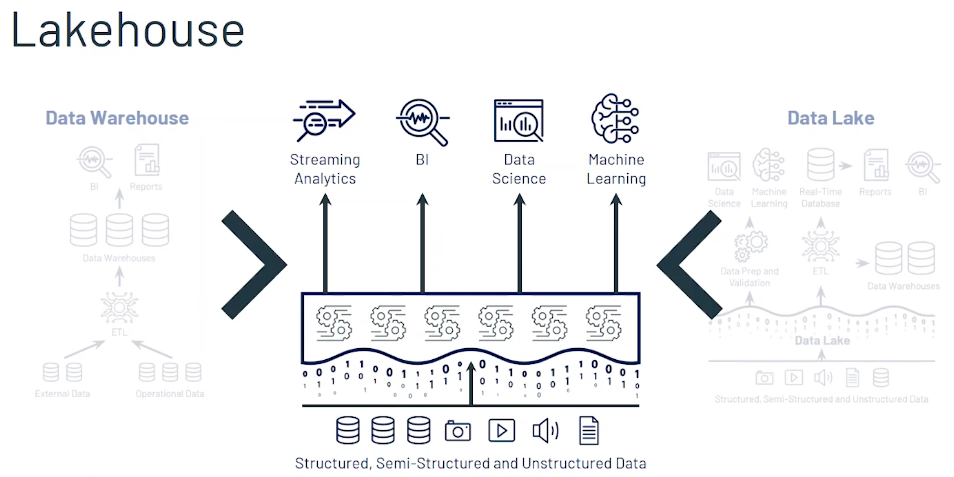 Lakehouse
Data Warehouse
BI
Reports
Data Warehouses
ETL
External Data
Operational Data
Streaming
Analytics
BI
Data
Science
Machine
Learning
Structured, Semi-Structured and Unstructured Data
Data Lake
Data
Science
Machine
Learning
Real-Time
Database
Reports
BI
Data Prep and
Validation
ETL
Data Warehouses
Data Lake
Structured, Semi-Structured and Unstructured Data